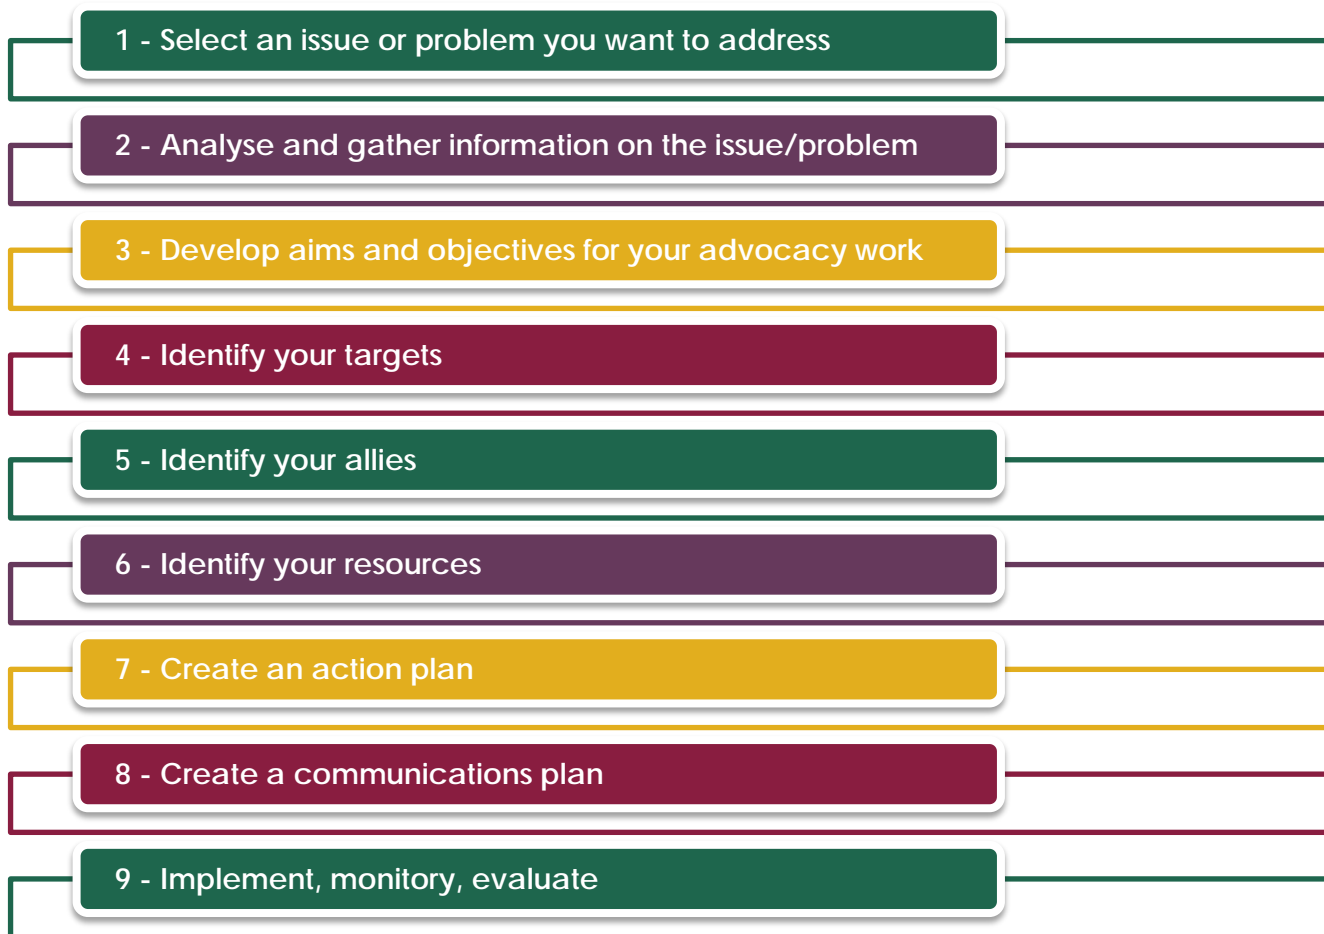 1 - Select an issue or problem you want to address
2 - Analyse and gather information on the issue/problem
3 - Develop aims and objectives for your advocacy work
4 - Identify your targets
5 - Identify your allies
6 - Identify your resources
7 - Create an action plan
8 - Create a communications plan
9 - Implement, monitory, evaluate